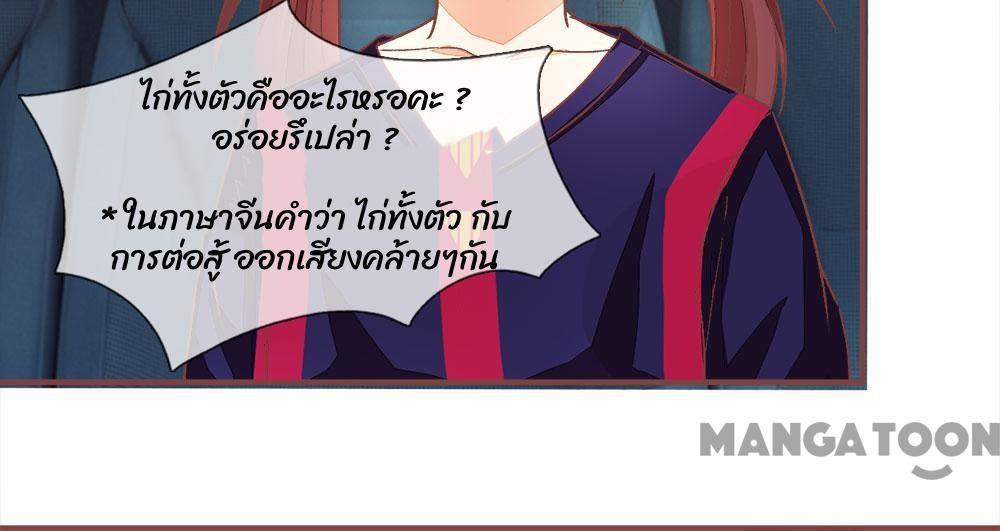 ไก่ทั้งตัวคืออะไรหรอคะ ?
อร่อยรึเปล่า ?
*ในภาษาจีนคำว่า ไก่ทั้งตัว กับ
การต่อสู้ ออกเสียงคล้ายๆกัน
MANGA TOON